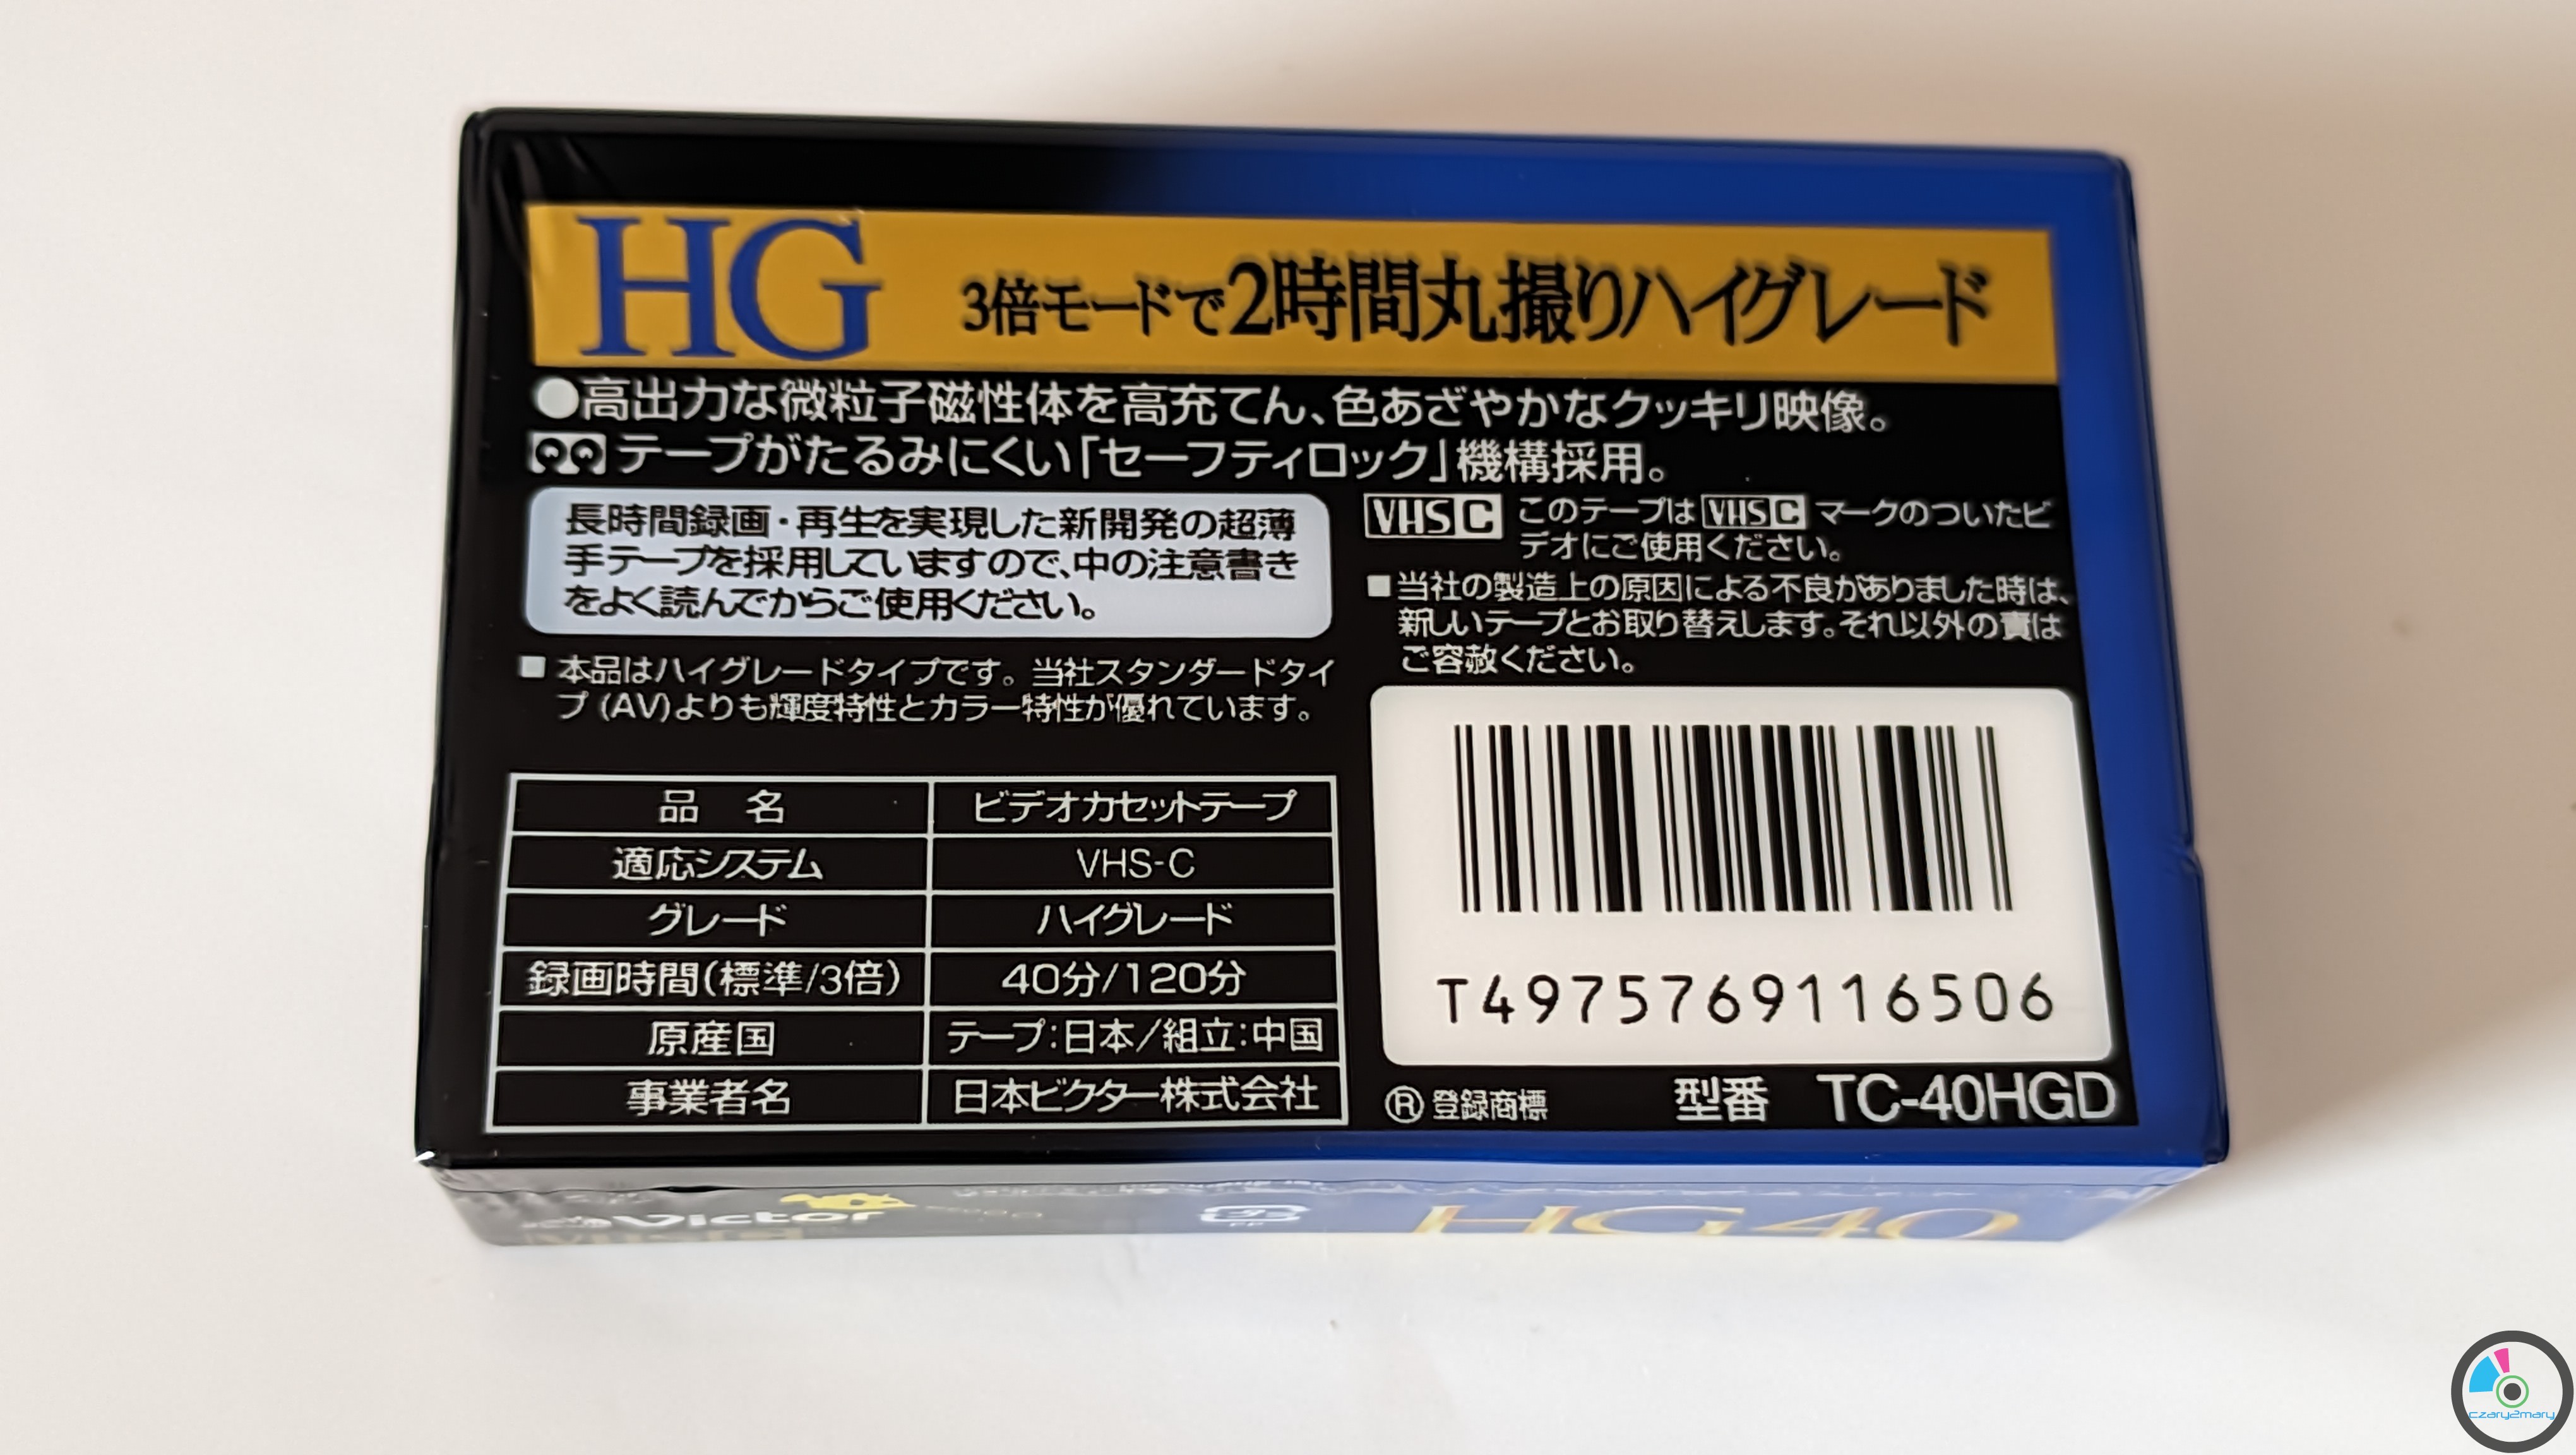 HG 3倍モードで2時間丸撮りハイグレード
●高出力な微粒子磁性体を高充てん、色あざやかなクッキリ映像。
テープがたるみにくい「セーフティロック」機構採用。
長時間録画・再生を実現した新開発の超薄
手テープを採用していますので、中の注意書き
をよく読んでからご使用ください。
■本品はハイグレードタイプです。当社スタンダードタイ
プ(AV)よりも輝度特性とカラー特性が優れています。
VHS C このテープは VHS C マークのついたビ
デオにご使用ください。
■当社の製造上の原因による不良がありました時は、
新しいテープとお取り替えします。それ以外の責は
ご容赦ください。
品 名 ビデオカセットテープ
適応システム VHS-C
グレード ハイグレード
録画時間(標準/3倍) 40分/120分
原産国 テープ:日本/組立:中国
事業者名 日本ビクター株式会社
T4975769116506
®登録商標 型番 TC-40HGD
Victor
HG40
czary2mary